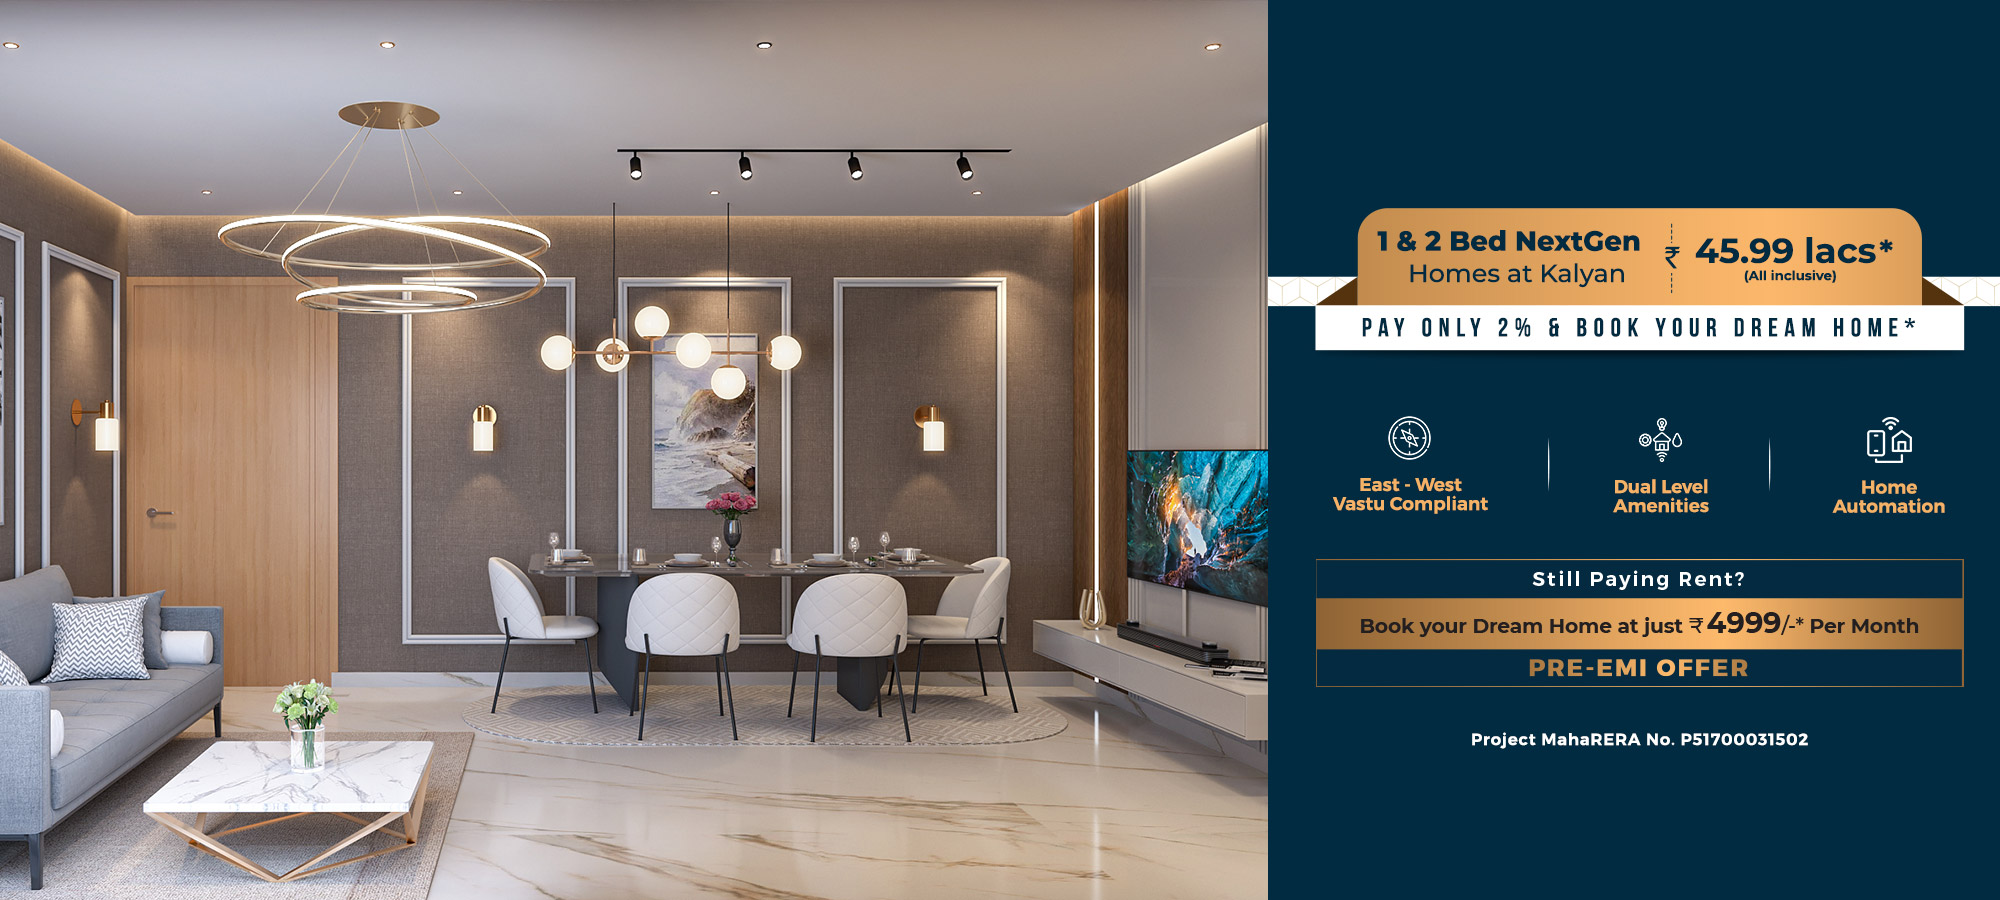 1 & 2 Bed NextGen
Homes at Kalyan
₹ 45.99 lacs*
(All inclusive)
PAY ONLY 2% & BOOK YOUR DREAM HOME*
East - West
Vastu Compliant
Dual Level
Amenities
Home
Automation
Still Paying Rent?
Book your Dream Home at just ₹ 4999/-* Per Month
PRE-EMI OFFER
Project MahaRERA No. P51700031502